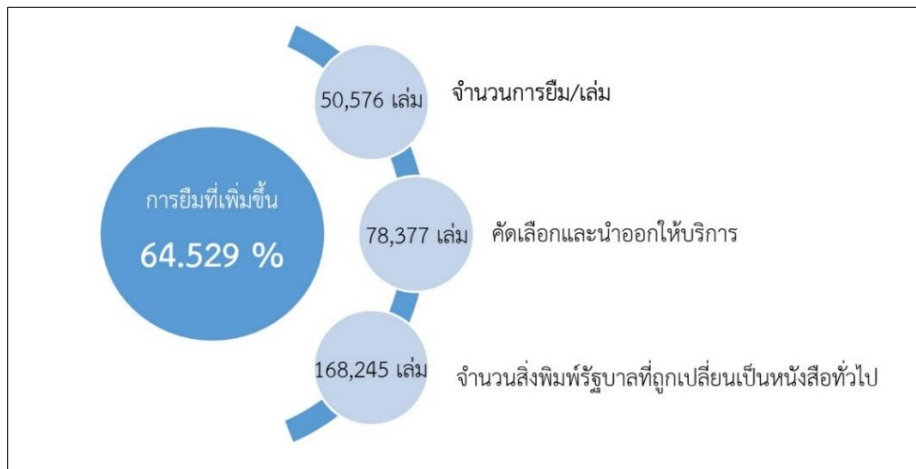 50,576 เล่ม
จำนวนการยืม/เล่ม
การยืมที่เพิ่มขึ้น
64.529 %
78,377 เล่ม
คัดเลือกและนำออกให้บริการ
168,245 เล่ม
จำนวนสิ่งพิมพ์รัฐบาลที่ถูกเปลี่ยนเป็นหนังสือทั่วไป